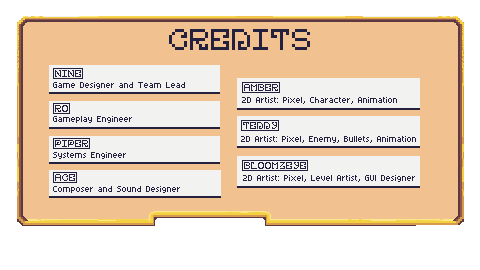 CREDITS
NINE
Game Designer and Team Lead
RO
Gameplay Engineer
PIPER
Systems Engineer
ACE
Composer and Sound Designer
AMBER
2D Artist: Pixel, Character, Animation
TEDDY
2D Artist: Pixel, Enemy, Bullets, Animation
2D Artist: Pixel, Level Artist, GUI Designer